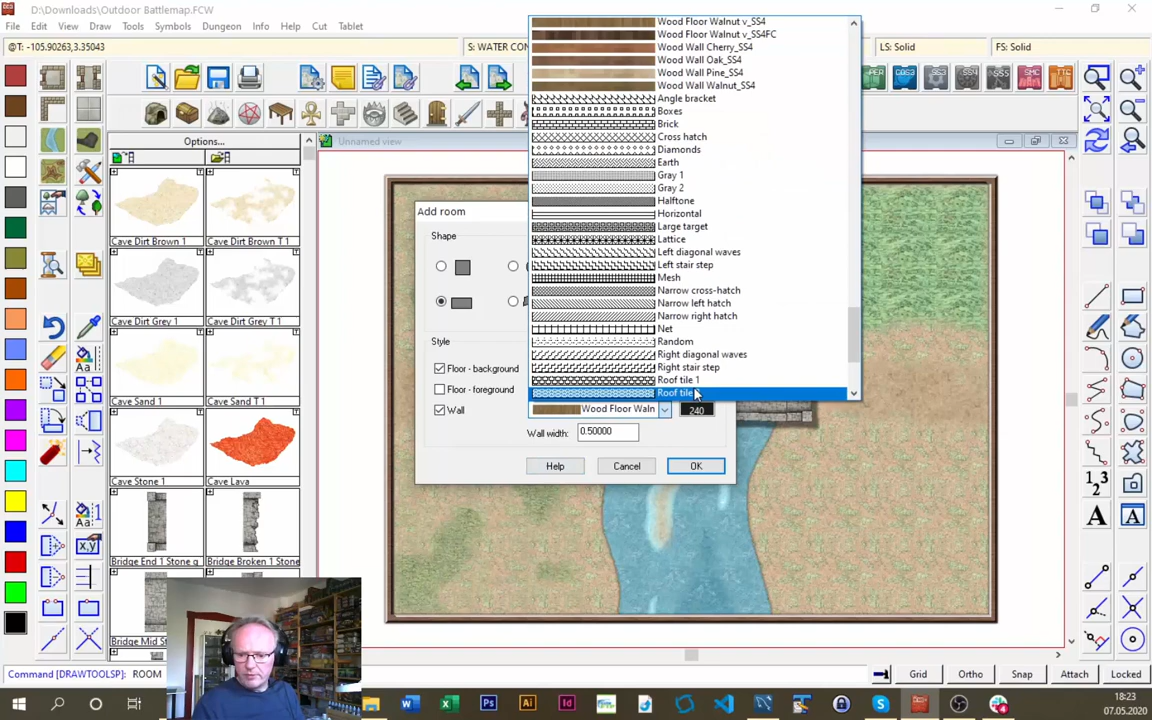 D:\Downloads\Outdoor Battlemap.FCW
File Edit View Draw Tools Symbols Dungeon Info Help Cut Tablet
@T: -105.90263,3.35043
S: WATER CON
LS: Solid
FS: Solid
Options...
Unnamed view
Cave Dirt Brown 1
Cave Dirt Brown T 1
Cave Dirt Grey 1
Cave Dirt Grey T 1
Cave Sand 1
Cave Sand T 1
Cave Stone 1
Cave Lava
Bridge End 1 Stone g
Bridge Broken 1 Stone
Bridge Mid St
Wood Floor Walnut v_SS4
Wood Floor Walnut v_SS4FC
Wood Wall Cherry_SS4
Wood Wall Oak_SS4
Wood Wall Pine_SS4
Wood Wall Walnut_SS4
Angle bracket
Boxes
Brick
Cross hatch
Diamonds
Earth
Gray 1
Gray 2
Halftone
Horizontal
Large target
Lattice
Left diagonal waves
Left stair step
Mesh
Narrow cross-hatch
Narrow left hatch
Narrow right hatch
Net
Random
Right diagonal waves
Right stair step
Roof tile 1
Roof tile
Add room
Shape
Style
Floor - background
Floor - foreground
Wall
Wood Floor Waln
240
Wall width: 0.50000
Help Cancel OK
Command [DRAWTOOLSP]: ROOM
Grid Ortho Snap Attach Locked
18:23
07.05.2020